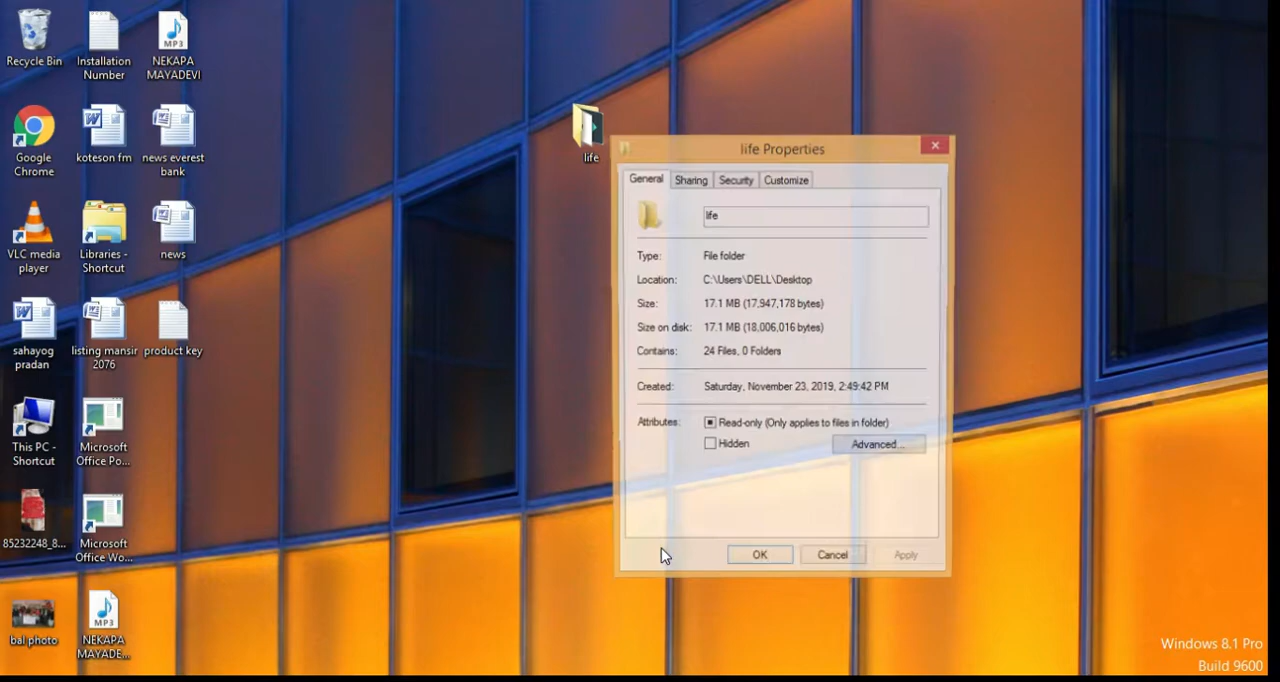 Recycle Bin
Installation
Number
NEKAPA
MAYADEVI
Google
Chrome
koteson fm
news everest
bank
VLC media
player
Libraries -
Shortcut
news
sahayog
pradan
listing mansir
2076
product key
This PC -
Shortcut
Microsoft
Office Po...
85232248_8...
Microsoft
Office Wo...
bal photo
NEKAPA
MAYADE...
MP3
MP3
life
life Properties
General Sharing Security Customize
life
Type: File folder
Location: C:\Users\DELL\Desktop
Size: 17.1 MB (17,947,178 bytes)
Size on disk: 17.1 MB (18,006,016 bytes)
Contains: 24 Files, 0 Folders
Created: Saturday, November 23, 2019, 2:49:42 PM
Attributes: Read-only (Only applies to files in folder)
Hidden Advanced...
OK Cancel Apply
Windows 8.1 Pro
Build 9600